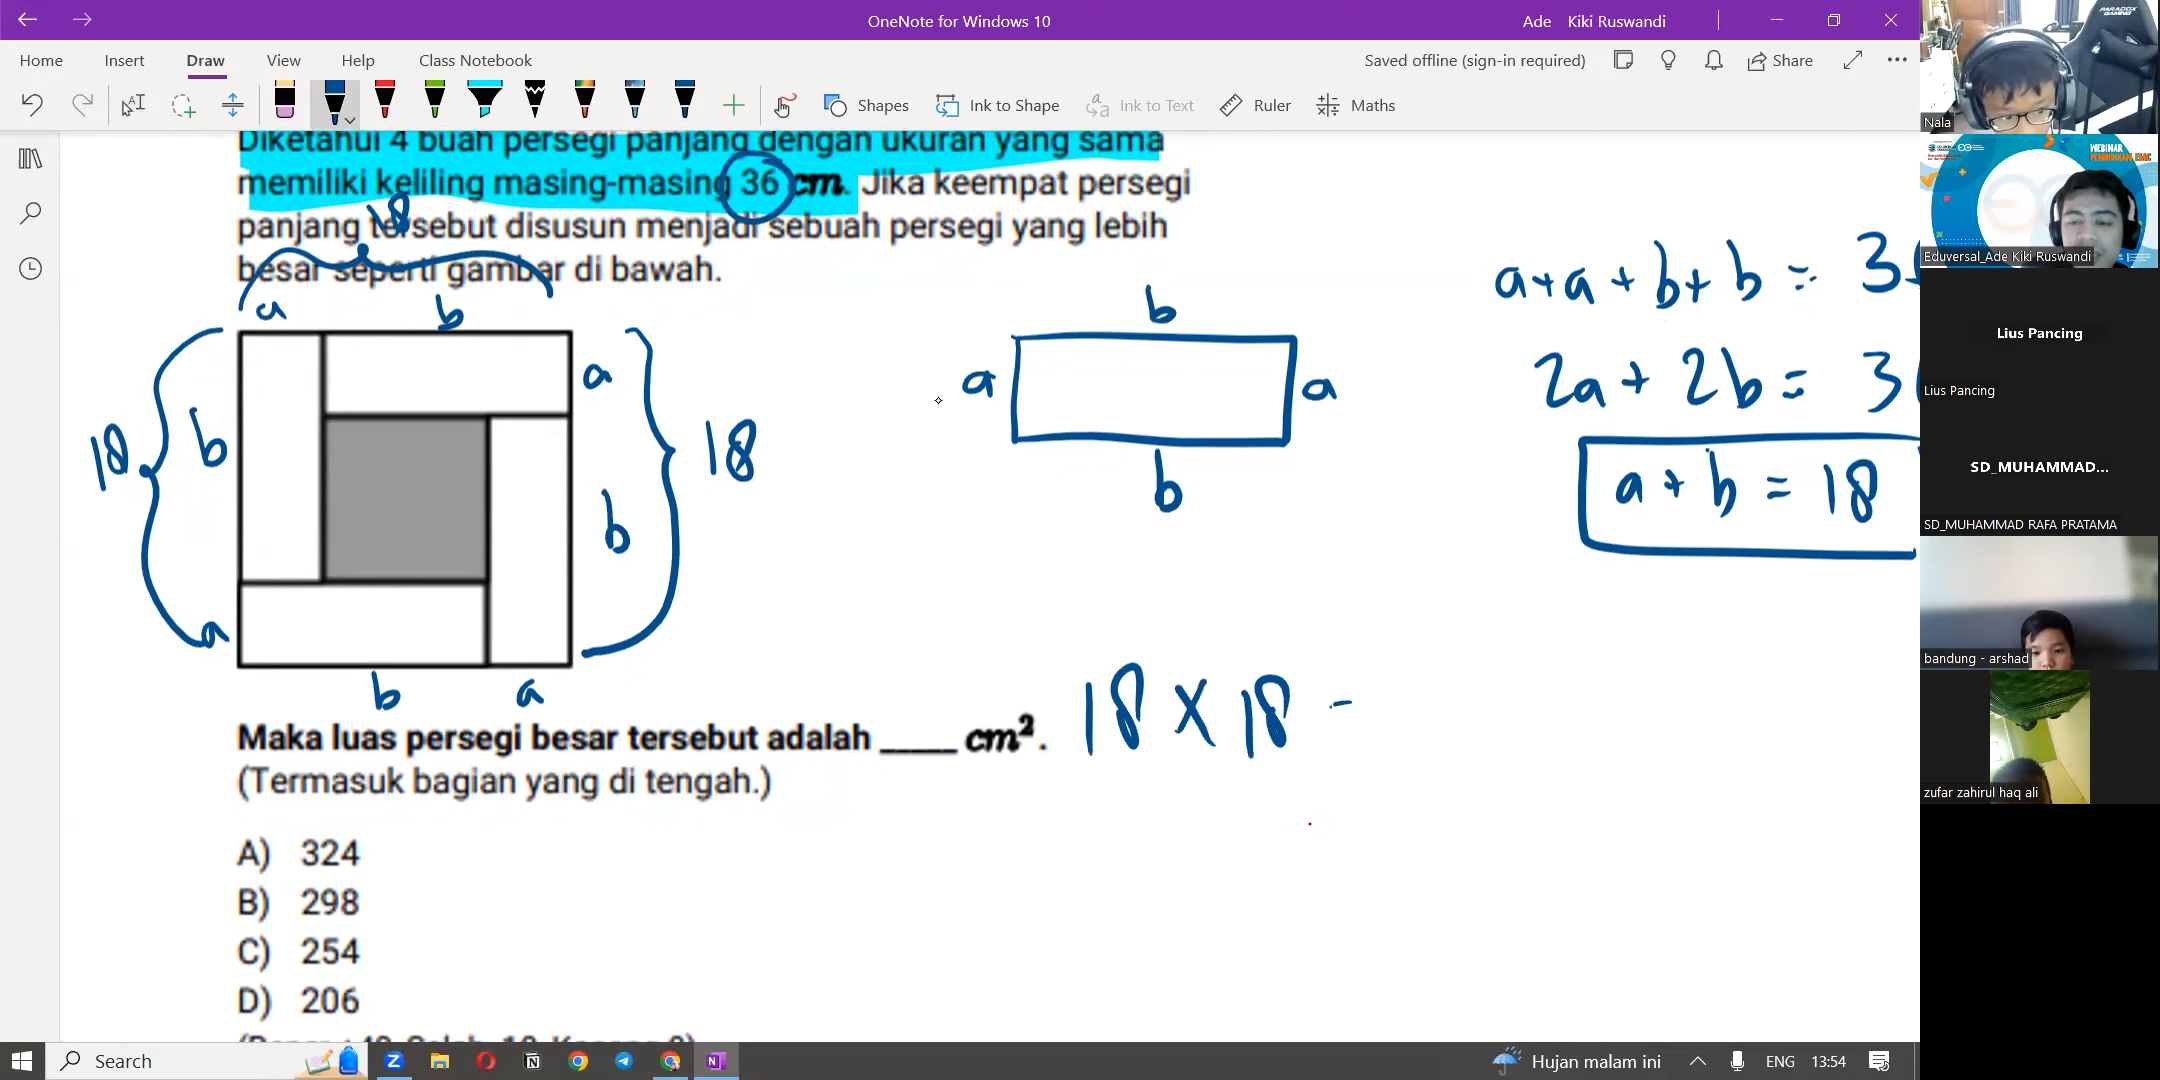 OneNote for Windows 10
Ade Kiki Ruswandi
Home Insert Draw View Help Class Notebook
Saved offline (sign-in required) Share
Shapes Ink to Shape Ink to Text Ruler Maths
Diketahui 4 buah persegi panjang dengan ukuran yang sama
memiliki keliling masing-masing 36 cm. Jika keempat persegi
panjang tersebut disusun menjadi sebuah persegi yang lebih
besar seperti gambar di bawah.
18
a b
18 b a
a b 18
b a
b
a a
b
a+a+b+b =
2a + 2b =
a + b = 18
Maka luas persegi besar tersebut adalah _____ cm².
18 x 18 =
(Termasuk bagian yang di tengah.)
A) 324
B) 298
C) 254
D) 206
Nala
WEBINAR
Eduversal_Ade Kiki Ruswandi
Lius Pancing
Lius Pancing
SD_MUHAMMAD...
SD_MUHAMMAD RAFA PRATAMA
bandung - arshad
zufar zahirul haq ali
Search
Hujan malam ini ENG 13:54